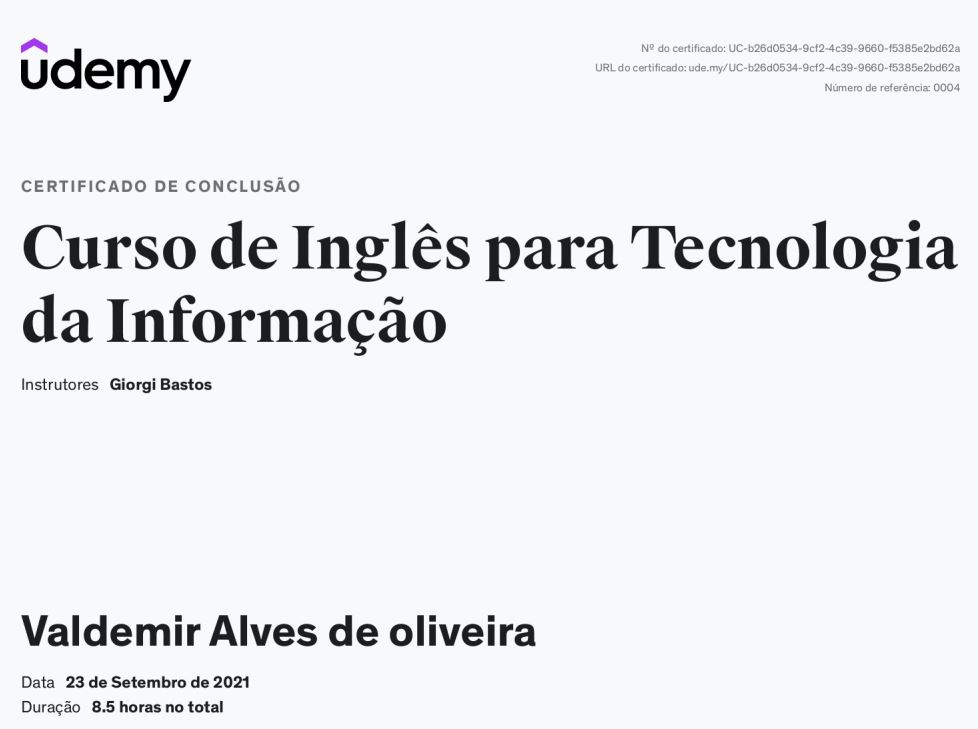 udemy
Nº do certificado: UC-b26d0534-9cf2-4c39-9660-f5385e2bd62a
URL do certificado: ude.my/UC-b26d0534-9cf2-4c39-9660-f5385e2bd62a
Número de referência: 0004
CERTIFICADO DE CONCLUSÃO
Curso de Inglês para Tecnologia
da Informação
Instrutores Giorgi Bastos
Valdemir Alves de oliveira
Data 23 de Setembro de 2021
Duração 8.5 horas no total